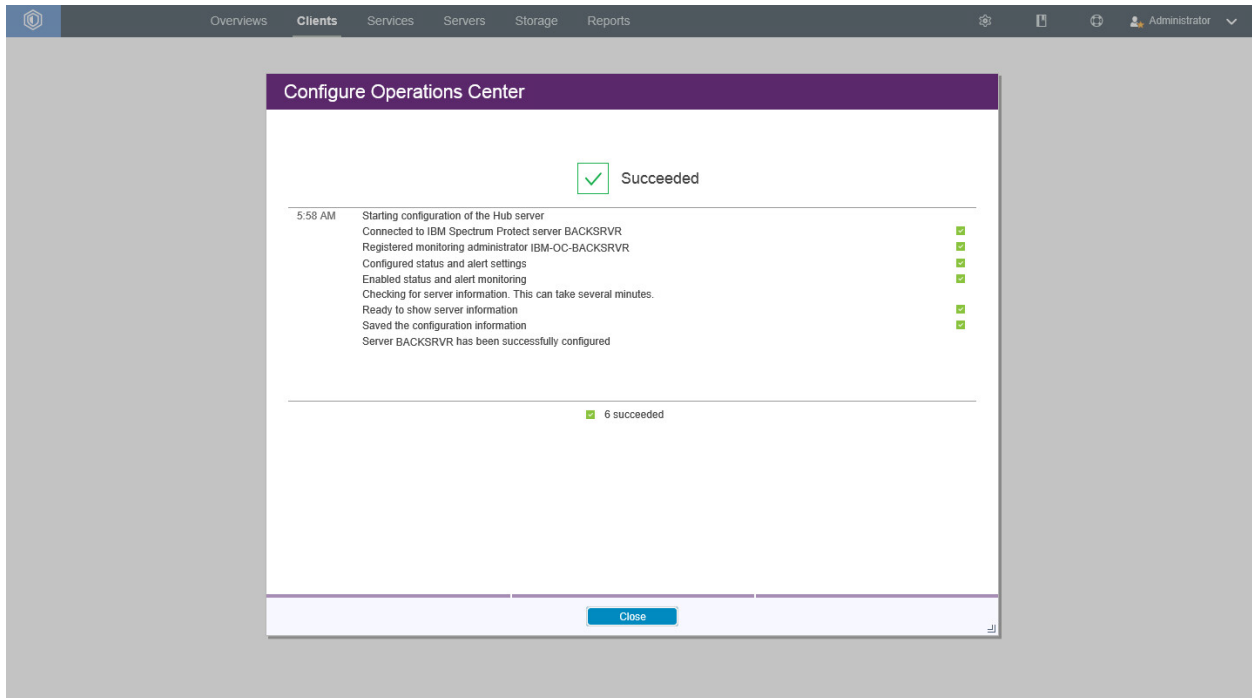 Overviews Clients Services Servers Storage Reports Administrator
Configure Operations Center
Succeeded
5:58 AM Starting configuration of the Hub server
Connected to IBM Spectrum Protect server BACKSRVR
Registered monitoring administrator IBM-OC-BACKSRVR
Configured status and alert settings
Enabled status and alert monitoring
Checking for server information. This can take several minutes.
Ready to show server information
Saved the configuration information
Server BACKSRVR has been successfully configured
6 succeeded
Close